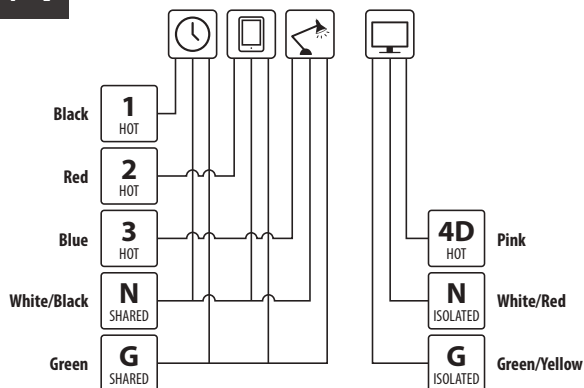 Black
1
HOT
Red
2
HOT
Blue
3
HOT
White/Black
N
SHARED
Green
G
SHARED
4D
HOT
Pink
N
ISOLATED
White/Red
G
ISOLATED
Green/Yellow